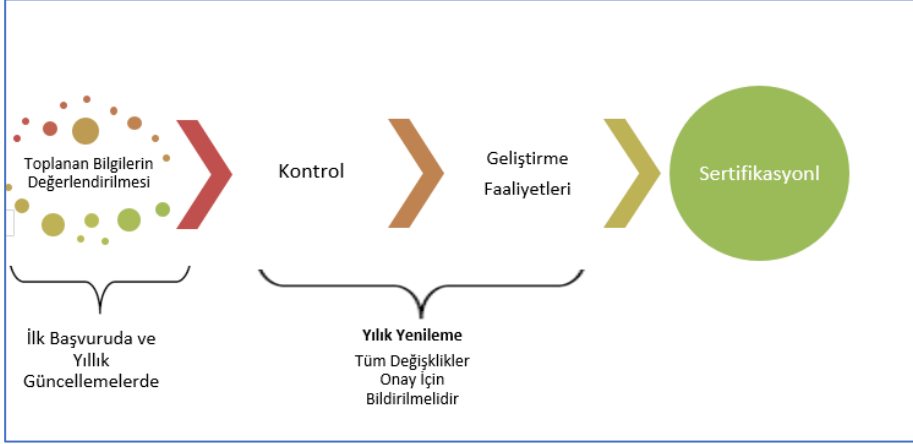 Toplanan Bilgilerin
Değerlendirilmesi
Kontrol
Geliştirme
Faaliyetleri
Sertifikasyonl
İlk Başvuruda ve
Yıllık
Güncellemelerde
Yılık Yenileme
Tüm Değişklikler
Onay İçin
Bildirilmelidir